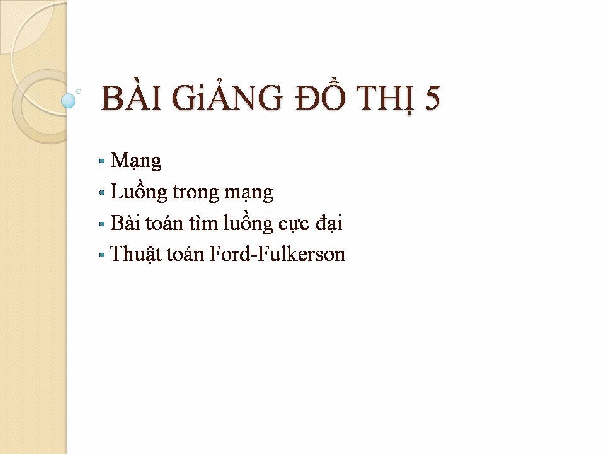 BÀI GiẢNG ĐỒ THỊ 5
Mạng
Luồng trong mạng
Bài toán tìm luồng cực đại
Thuật toán Ford-Fulkerson